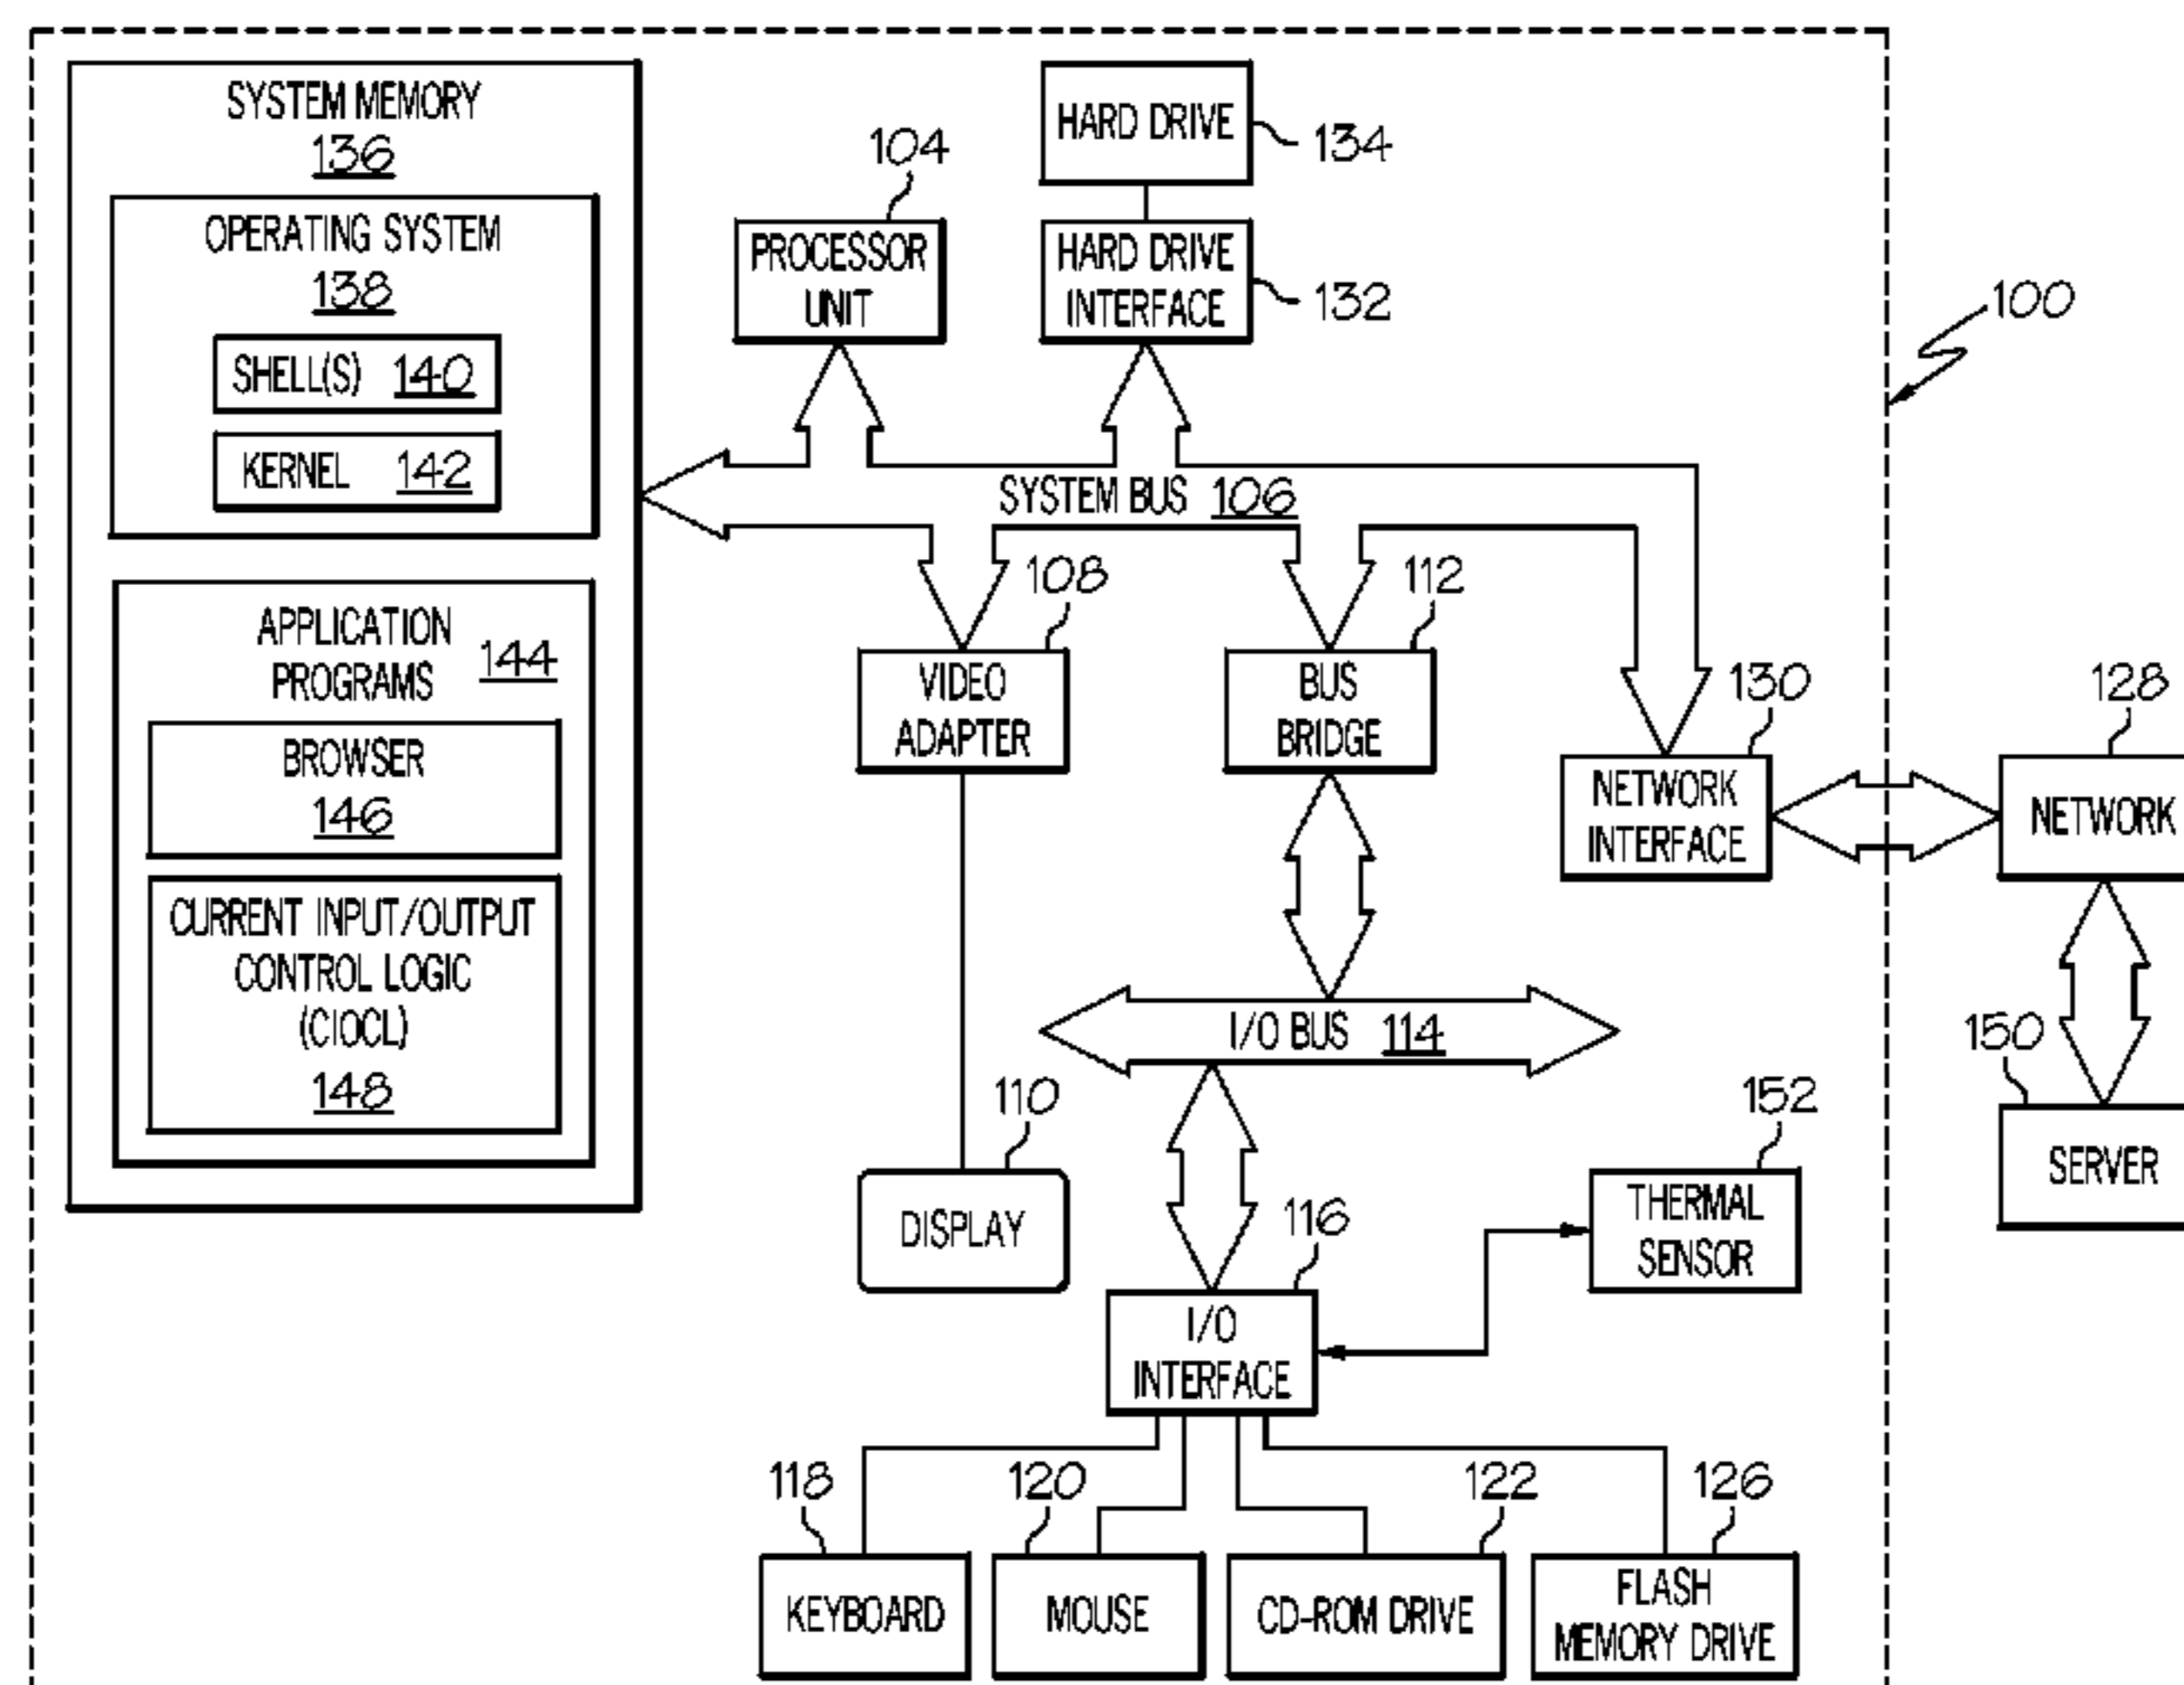 SYSTEM MEMORY
136
OPERATING SYSTEM
138
SHELL(S) 140
KERNEL 142
APPLICATION
PROGRAMS 144
BROWSER
146
CURRENT INPUT/OUTPUT
CONTROL LOGIC
(CIOCL)
148
104
PROCESSOR
UNIT
HARD DRIVE
134
HARD DRIVE
INTERFACE
132
100
SYSTEM BUS 106
108
VIDEO
ADAPTER
112
BUS
BRIDGE
130
NETWORK
INTERFACE
128
NETWORK
I/O BUS 114
110
DISPLAY
152
THERMAL
SENSOR
150
SERVER
116
I/O
INTERFACE
118
KEYBOARD
120
MOUSE
122
CD-ROM DRIVE
126
FLASH
MEMORY DRIVE